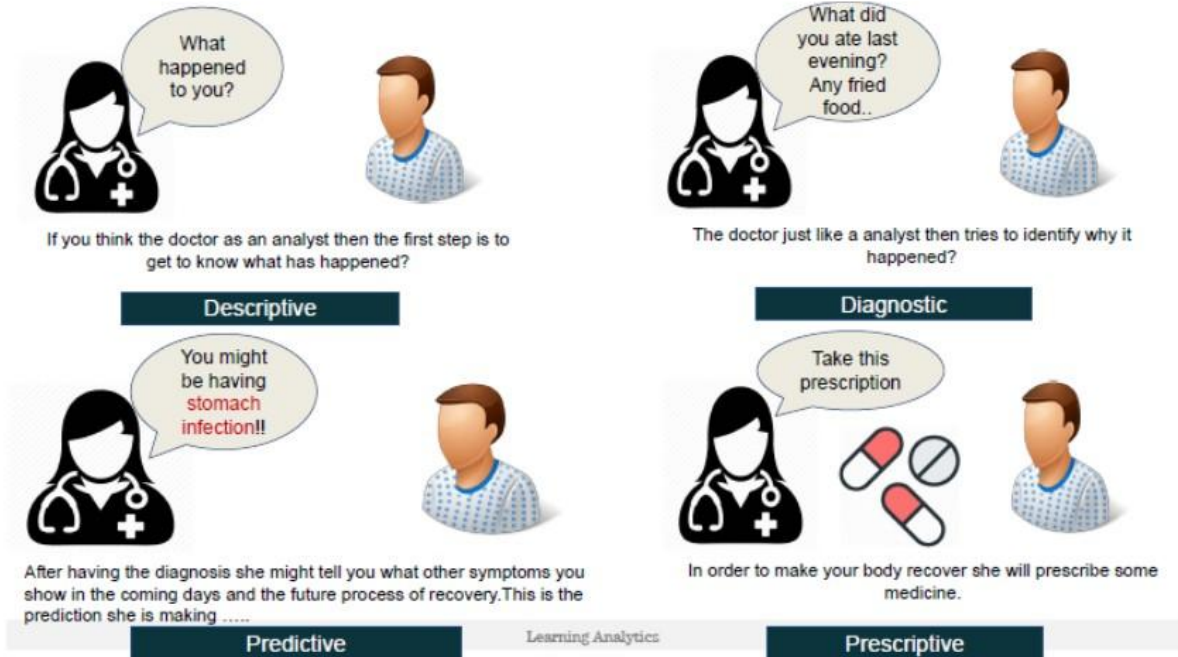 What
happened
to you?
If you think the doctor as an analyst then the first step is to
get to know what has happened?
Descriptive
What did
you ate last
evening?
Any fried
food..
The doctor just like a analyst then tries to identify why it
happened?
Diagnostic
You might
be having
stomach
infection!!
After having the diagnosis she might tell you what other symptoms you
show in the coming days and the future process of recovery.This is the
prediction she is making .....
Predictive
Take this
prescription
In order to make your body recover she will prescribe some
medicine.
Prescriptive
Learning Analytics